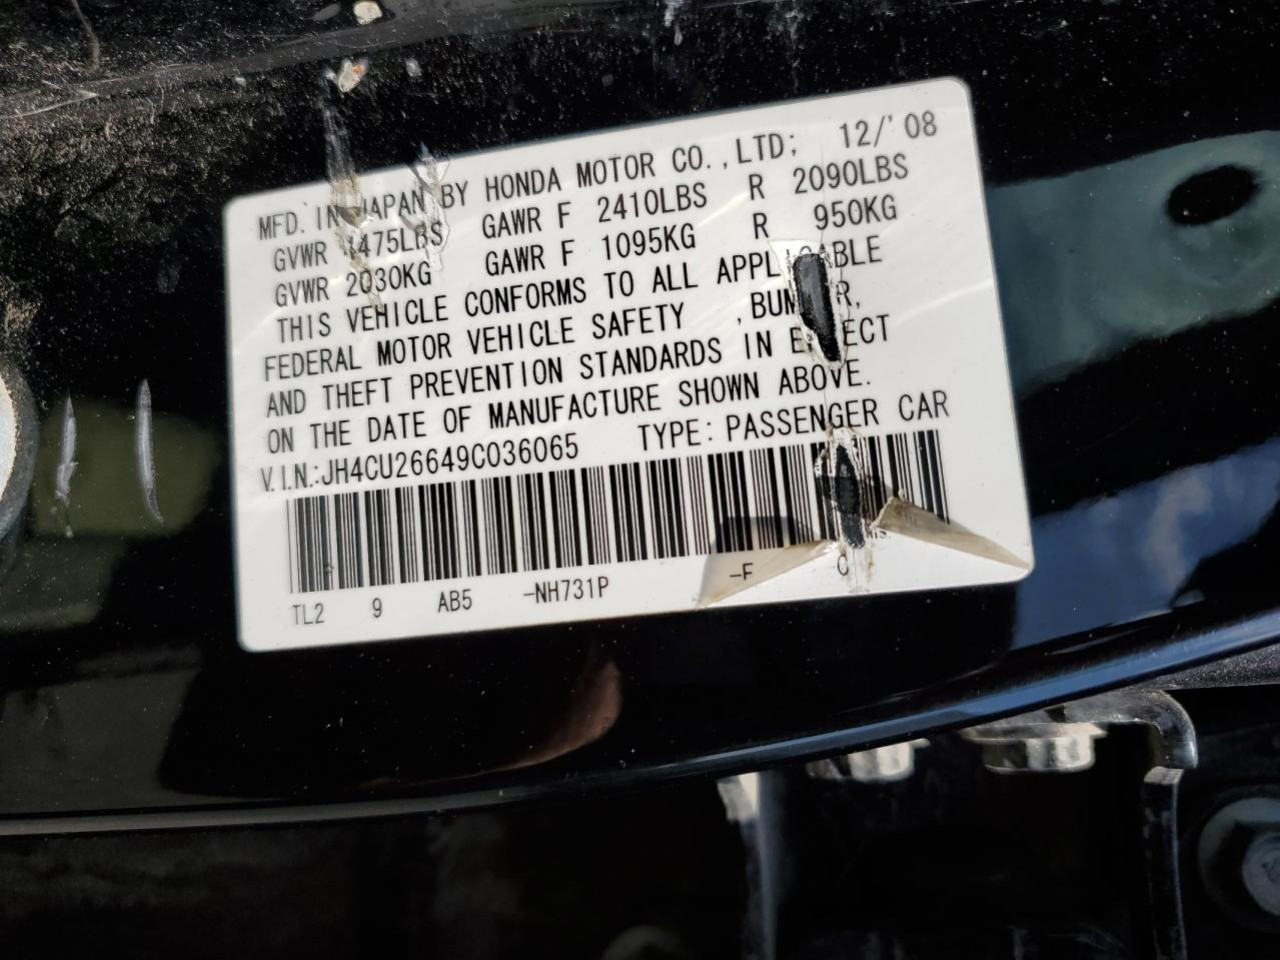 MFD. IN JAPAN BY HONDA MOTOR CO., LTD; 12/'08
GVWR 4475LBS GAWR F 2410LBS R 2090LBS
GVWR 2030KG GAWR F 1095KG R 950KG
THIS VEHICLE CONFORMS TO ALL APPLICABLE
FEDERAL MOTOR VEHICLE SAFETY , BUMPER,
AND THEFT PREVENTION STANDARDS IN EFFECT
ON THE DATE OF MANUFACTURE SHOWN ABOVE.
V.I.N.:JH4CU26649C036065 TYPE: PASSENGER CAR
TL2 9 AB5 -NH731P -F C